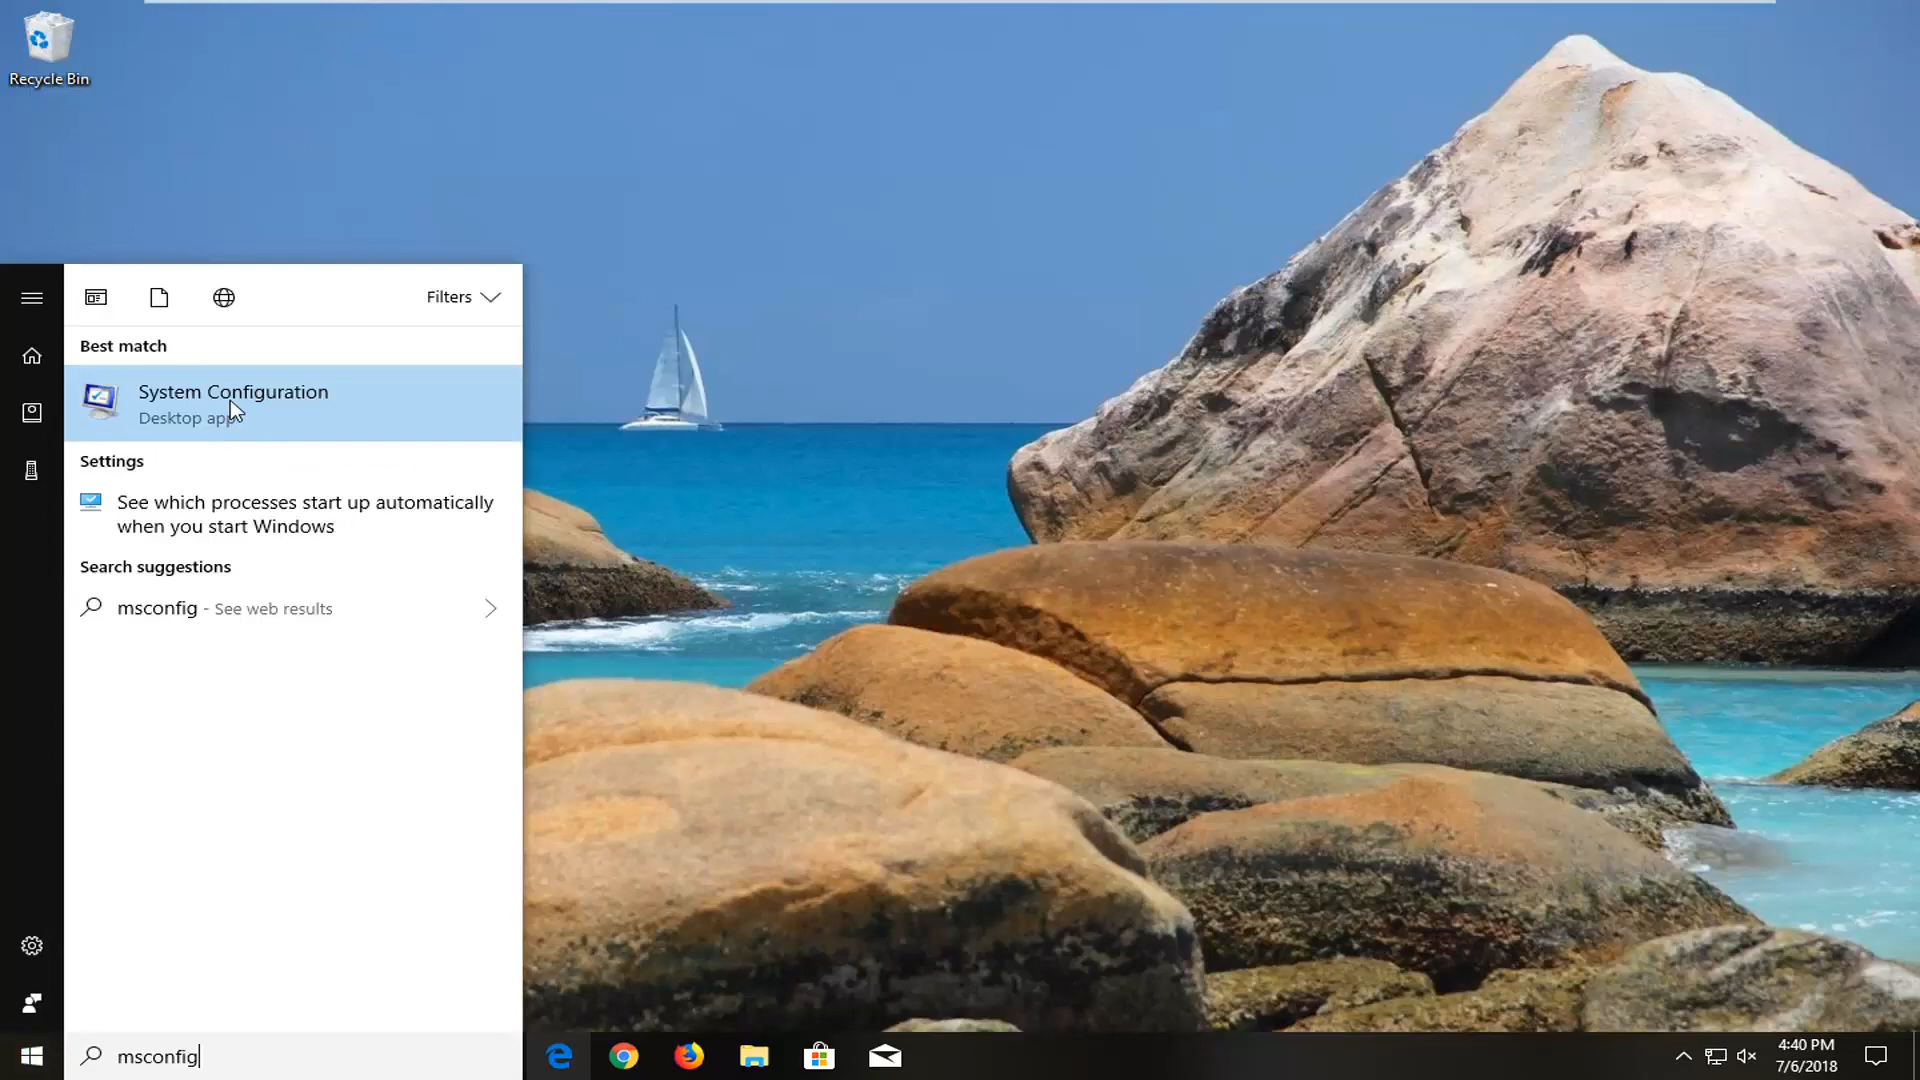 Recycle Bin
Filters
Best match
System Configuration
Desktop app
Settings
See which processes start up automatically
when you start Windows
Search suggestions
msconfig - See web results
msconfig
4:40 PM
7/6/2018